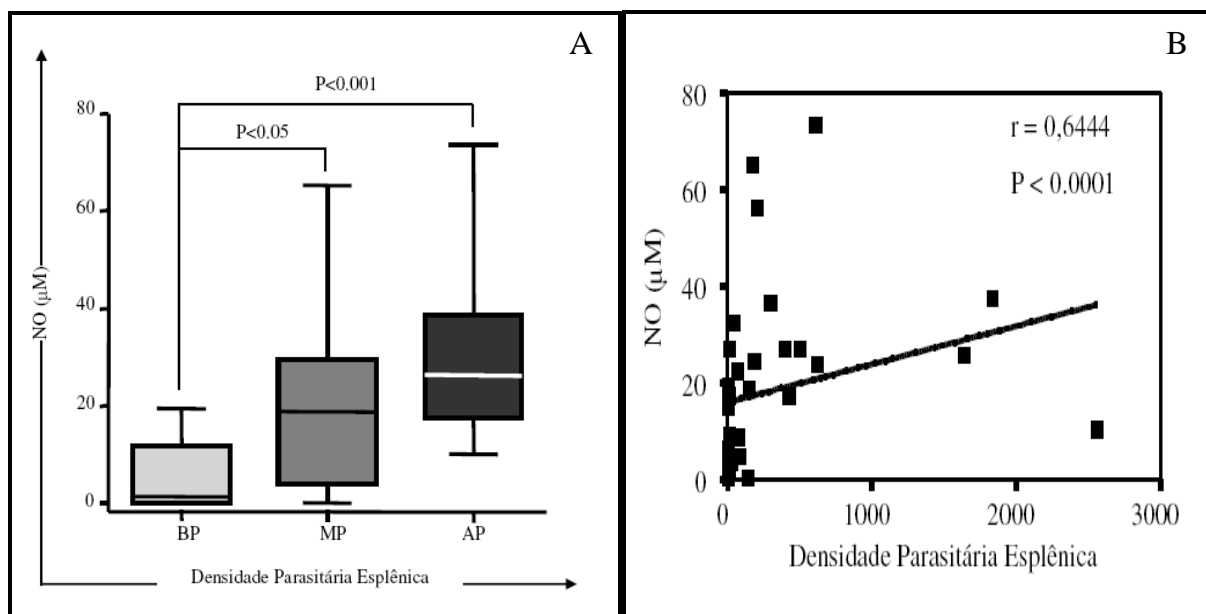 A
P<0.001
P<0.05
80
60
40
20
0
NO (µM)
BP MP AP
Densidade Parasitária Esplênica
B
r = 0,6444
P < 0.0001
80
60
40
20
0
NO (µM)
0 1000 2000 3000
Densidade Parasitária Esplênica